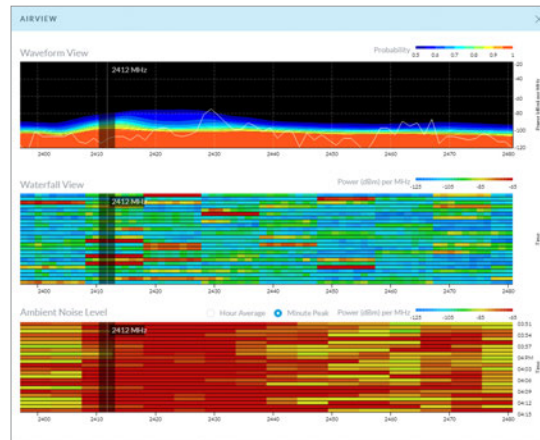 AIRVIEW
Waveform View
Probability
0.5 0.6 0.7 0.8 0.9 1
2412 MHz
-20
-40
-60
-80
-100
-120
2400 2410 2420 2430 2440 2450 2460 2470 2480
Waterfall View
Power (dBm) per MHz
-125 -105 -85 -65
2412 MHz
Time
2400 2410 2420 2430 2440 2450 2460 2470 2480
Ambient Noise Level
Hour Average
Minute Peak
Power (dBm) per MHz
-125 -105 -85 -65
2412 MHz
03:51
03:54
03:57
04:03
04:06
04:09
04:12
04:15
Time
2400 2410 2420 2430 2440 2450 2460 2470 2480